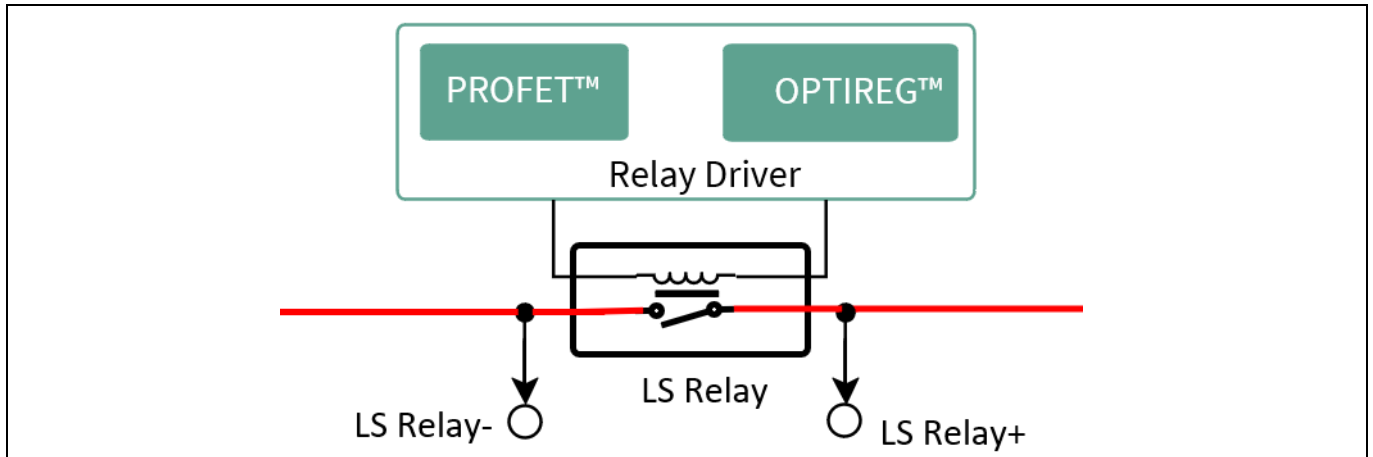 PROFET™
OPTIREG™
Relay Driver
LS Relay
LS Relay-
LS Relay+